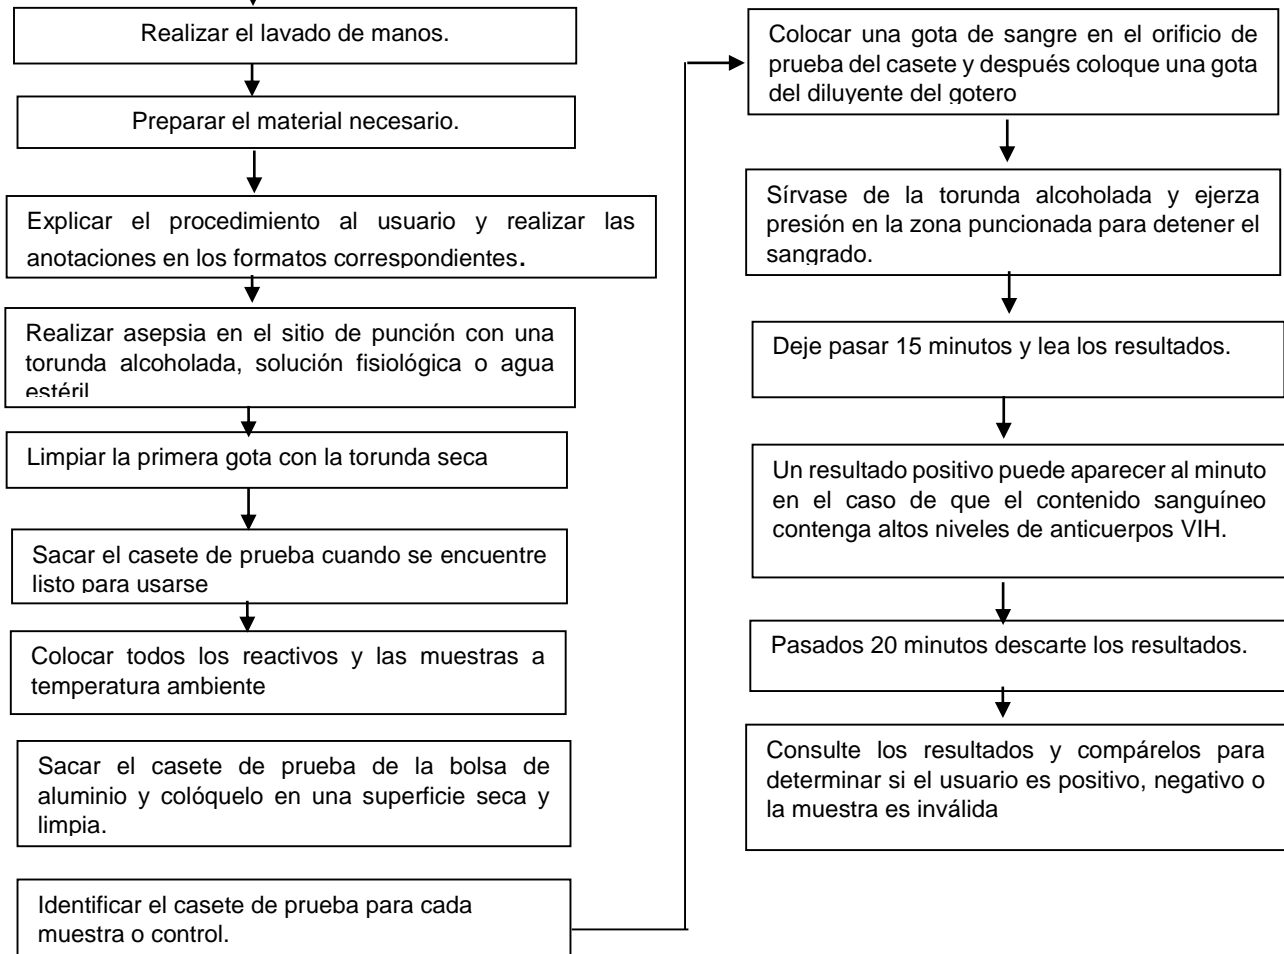 Realizar el lavado de manos.
Preparar el material necesario.
Explicar el procedimiento al usuario y realizar las
anotaciones en los formatos correspondientes.
Realizar asepsia en el sitio de punción con una
torunda alcoholada, solución fisiológica o agua
estéril
Limpiar la primera gota con la torunda seca
Sacar el casete de prueba cuando se encuentre
listo para usarse
Colocar todos los reactivos y las muestras a
temperatura ambiente
Sacar el casete de prueba de la bolsa de
aluminio y colóquelo en una superficie seca y
limpia.
Identificar el casete de prueba para cada
muestra o control.
Colocar una gota de sangre en el orificio de
prueba del casete y después coloque una gota
del diluyente del gotero
Sírvase de la torunda alcoholada y ejerza
presión en la zona puncionada para detener el
sangrado.
Deje pasar 15 minutos y lea los resultados.
Un resultado positivo puede aparecer al minuto
en el caso de que el contenido sanguíneo
contenga altos niveles de anticuerpos VIH.
Pasados 20 minutos descarte los resultados.
Consulte los resultados y compárelos para
determinar si el usuario es positivo, negativo o
la muestra es inválida